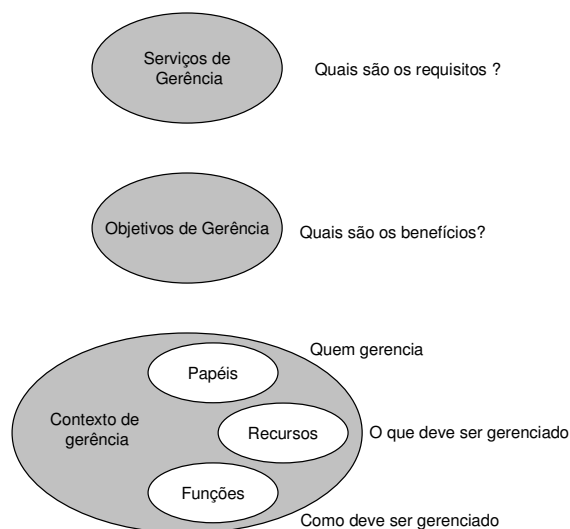 Serviços de
Gerência
Quais são os requisitos ?
Objetivos de Gerência
Quais são os benefícios?
Quem gerencia
Papéis
Contexto de
gerência
Recursos
O que deve ser gerenciado
Funções
Como deve ser gerenciado